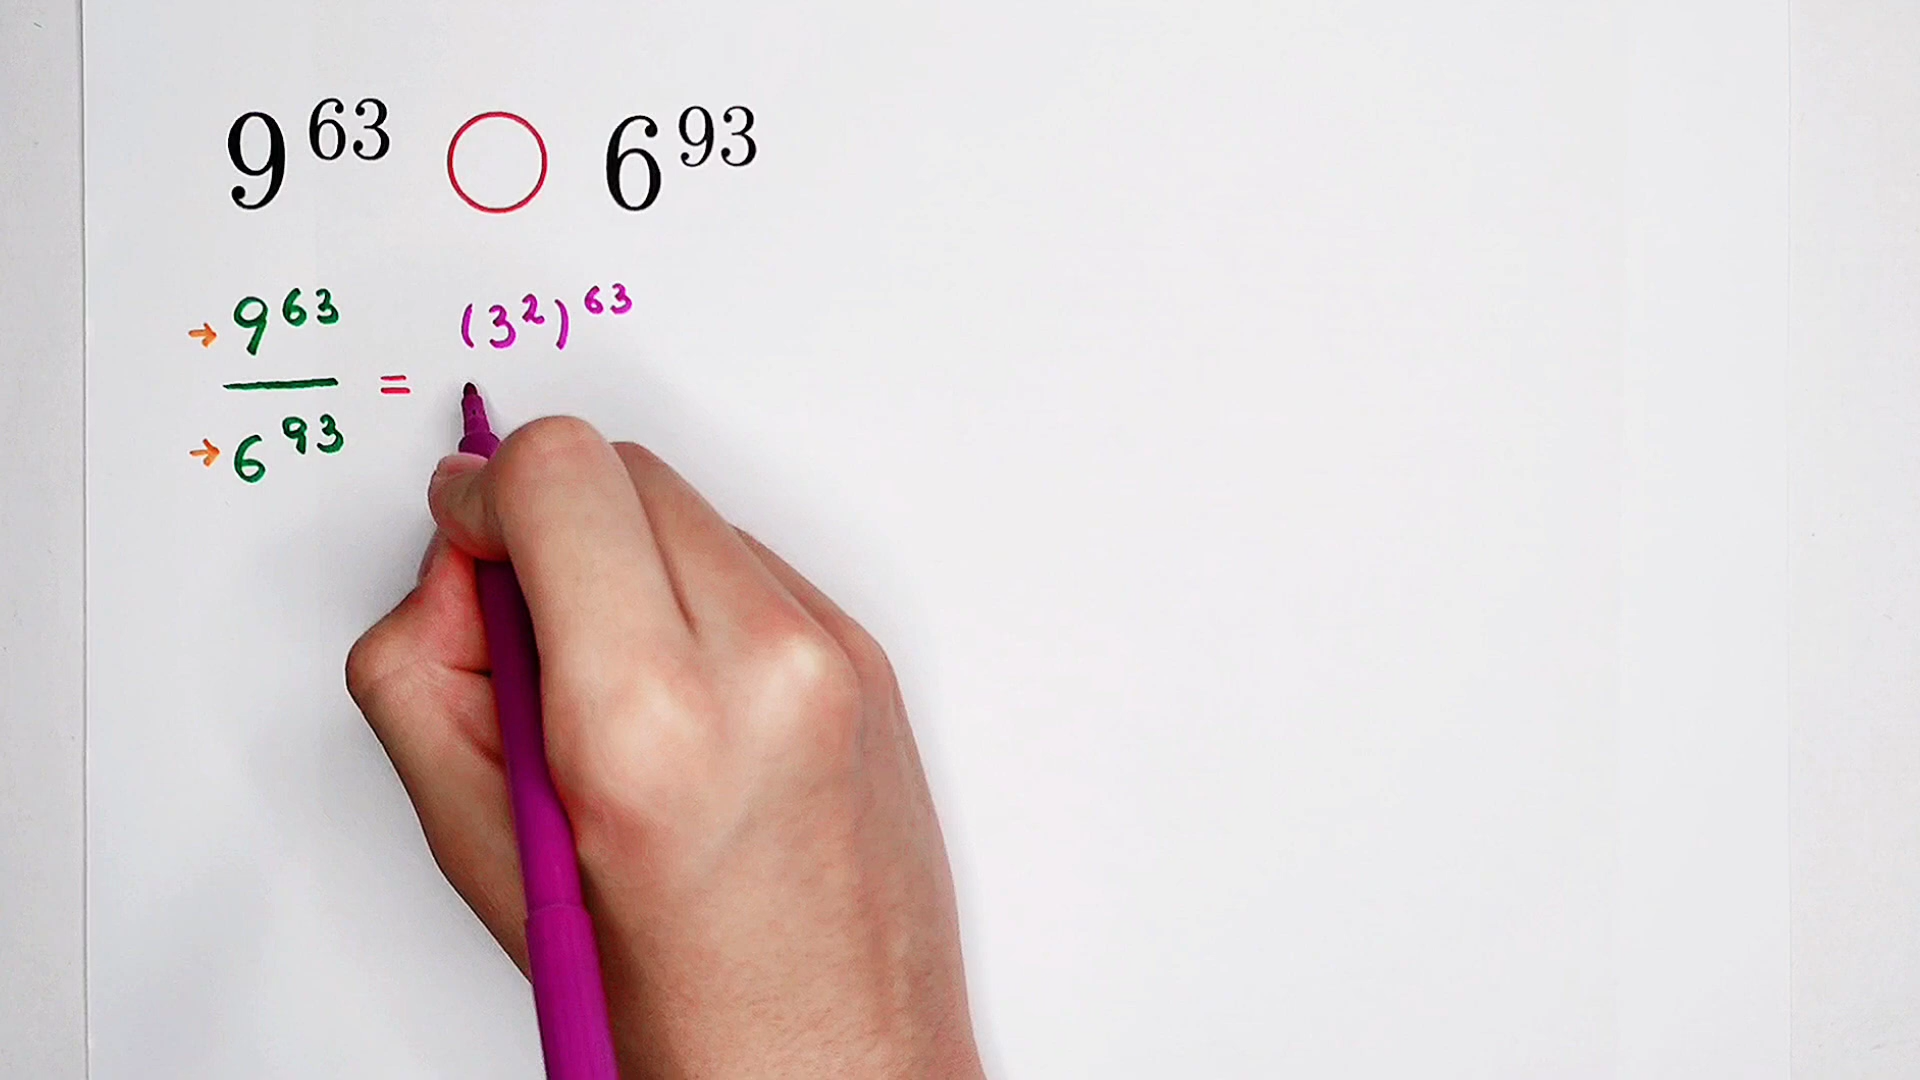 9^63 ○ 6^93
→ 9^63 / → 6^93 = (3^2)^63